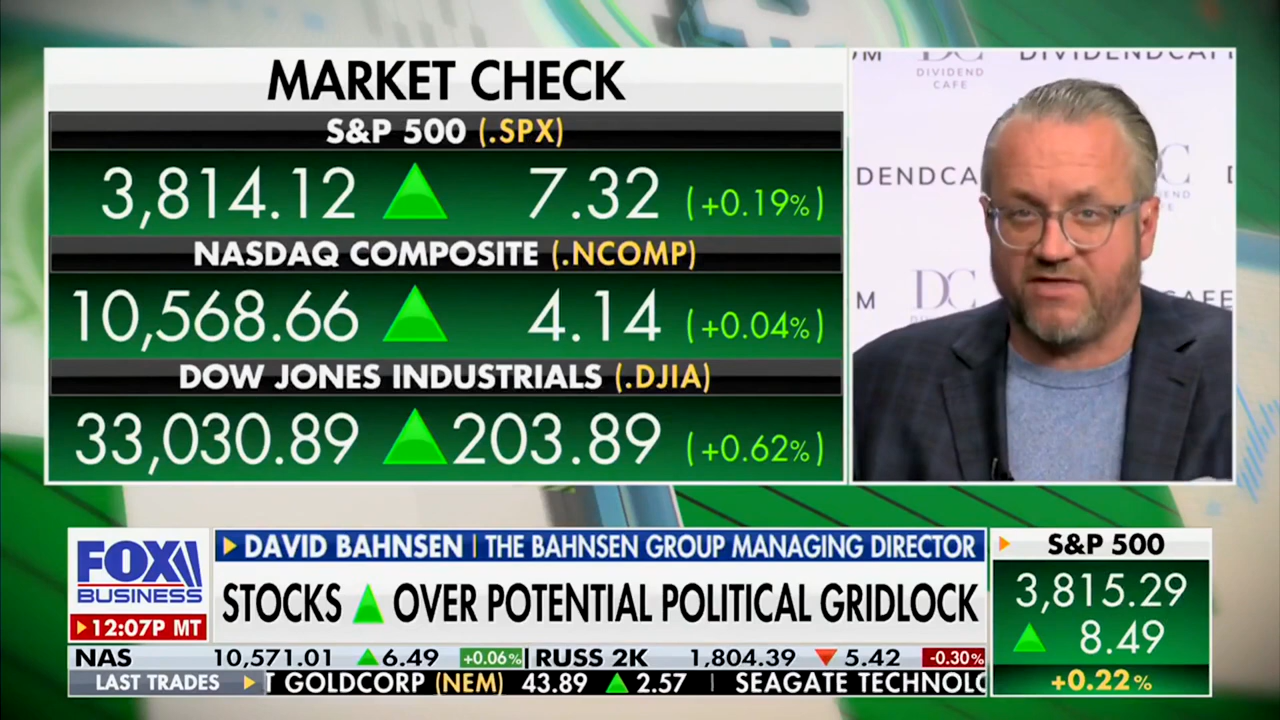 MARKET CHECK
S&P 500 (.SPX)
3,814.12 ▲ 7.32 (+0.19%)
NASDAQ COMPOSITE (.NCOMP)
10,568.66 ▲ 4.14 (+0.04%)
DOW JONES INDUSTRIALS (.DJIA)
33,030.89 ▲ 203.89 (+0.62%)
OM DC DIVIDENDCAFE
DIVIDEND
CAFE
DENDCA
DC
M DC CAFE
FOX
BUSINESS
12:07P MT
DAVID BAHNSEN | THE BAHNSEN GROUP MANAGING DIRECTOR
STOCKS ▲ OVER POTENTIAL POLITICAL GRIDLOCK
S&P 500
3,815.29
▲ 8.49
+0.22%
NAS 10,571.01 ▲ 6.49 +0.06% RUSS 2K 1,804.39 ▼ 5.42 -0.30%
LAST TRADES T GOLDCORP (NEM) 43.89 ▲ 2.57 | SEAGATE TECHNOLO